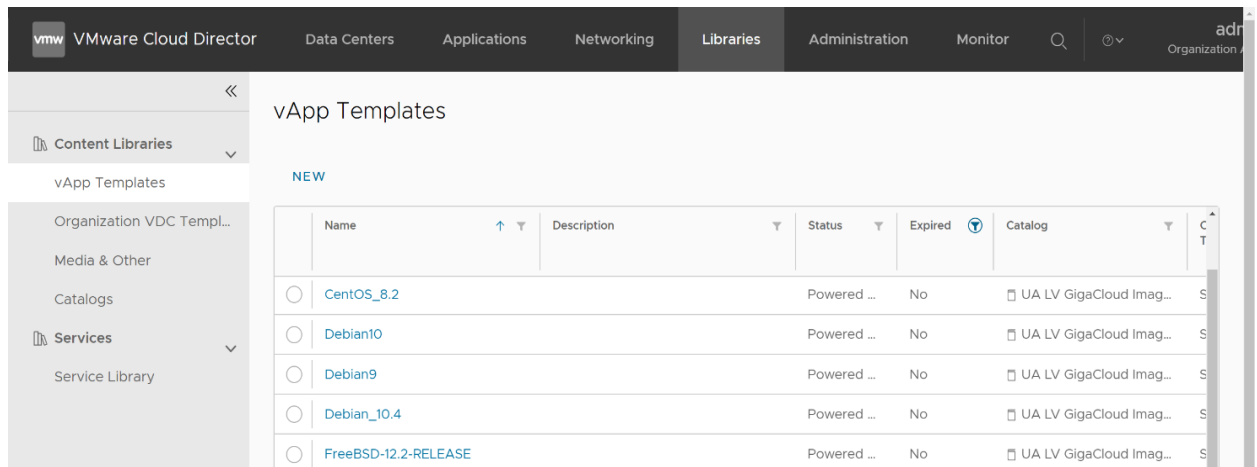 vmw VMware Cloud Director Data Centers Applications Networking Libraries Administration Monitor adm
Organization A
vApp Templates
Content Libraries
vApp Templates
Organization VDC Templ...
Media & Other
Catalogs
Services
Service Library
NEW
Name Description Status Expired Catalog
CentOS_8.2 Powered ... No UA LV GigaCloud Imag... S
Debian10 Powered ... No UA LV GigaCloud Imag... S
Debian9 Powered ... No UA LV GigaCloud Imag... S
Debian_10.4 Powered ... No UA LV GigaCloud Imag... S
FreeBSD-12.2-RELEASE Powered ... No UA LV GigaCloud Imag... S